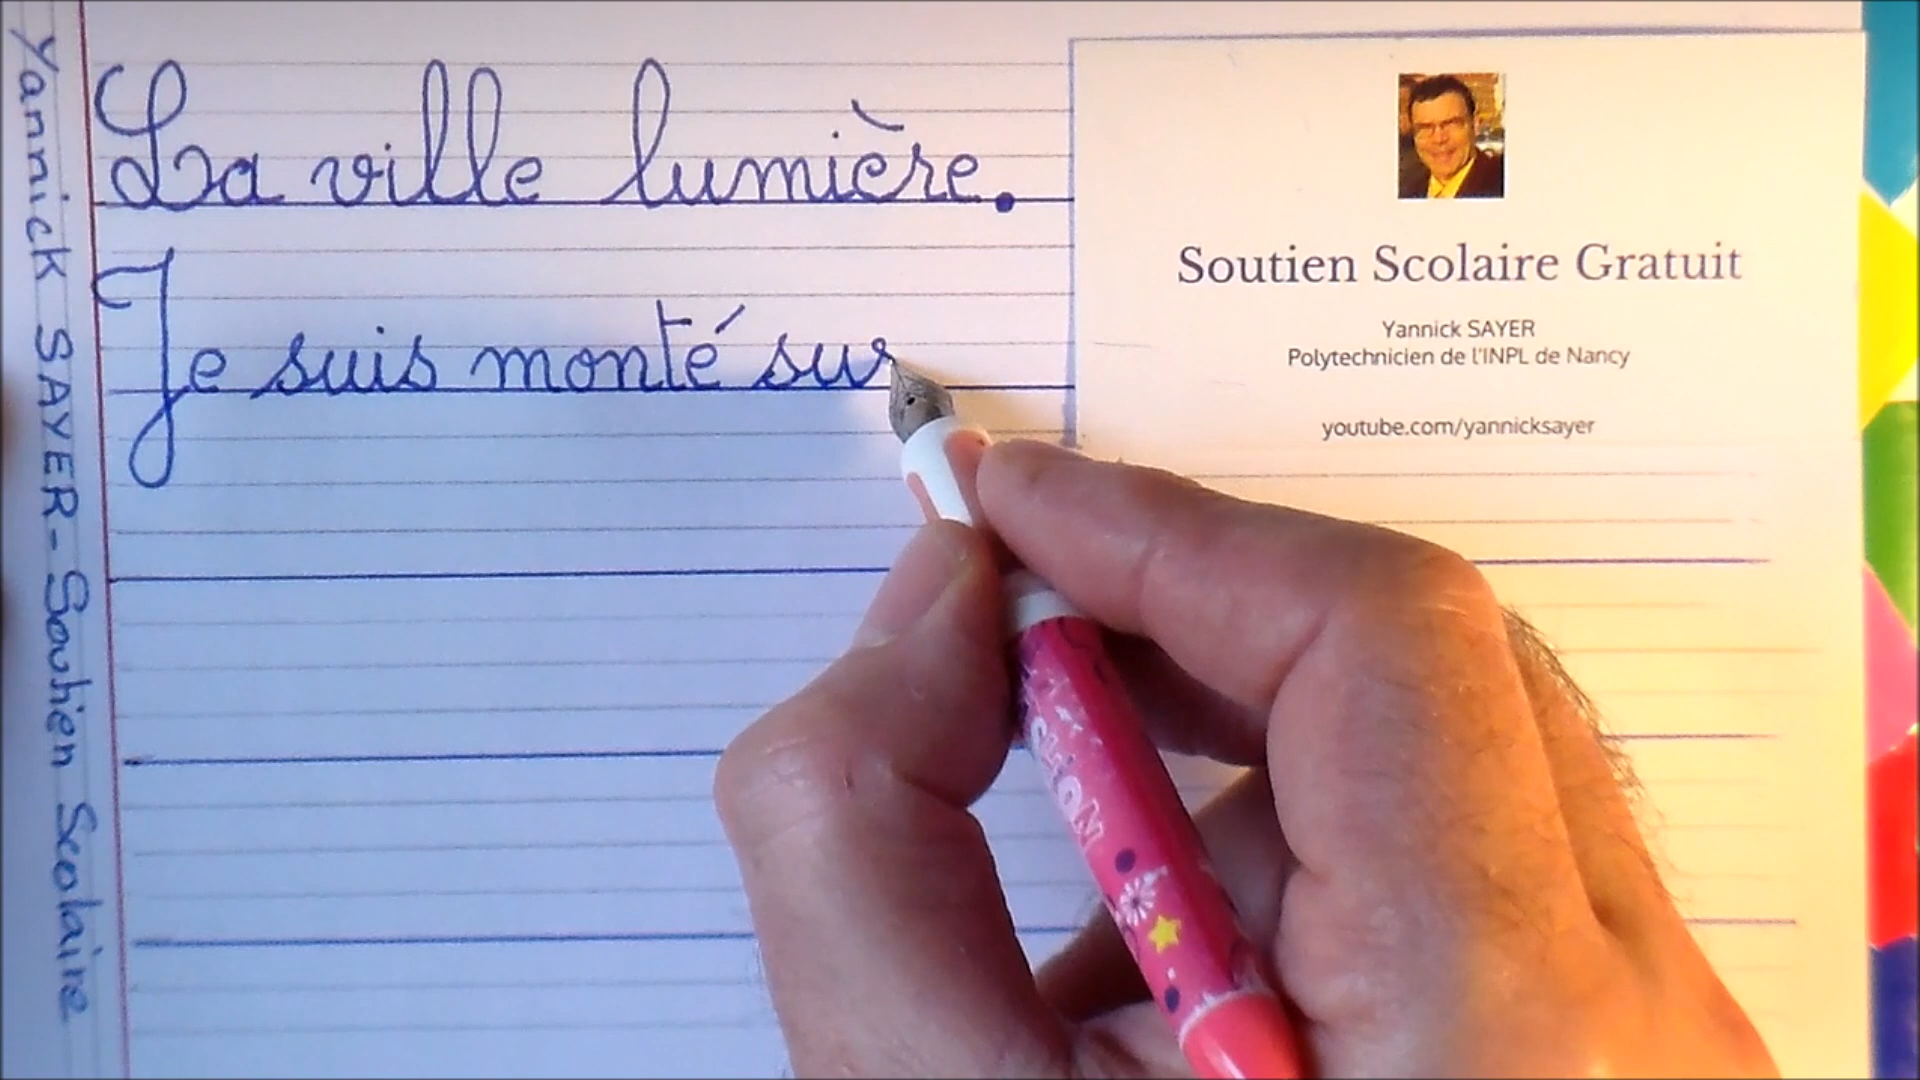 Yannick SAYER - Soutien Scolaire
La ville lumière.
Je suis monté sur
Soutien Scolaire Gratuit
Yannick SAYER
Polytechnicien de l'INPL de Nancy
youtube.com/yannicksayer